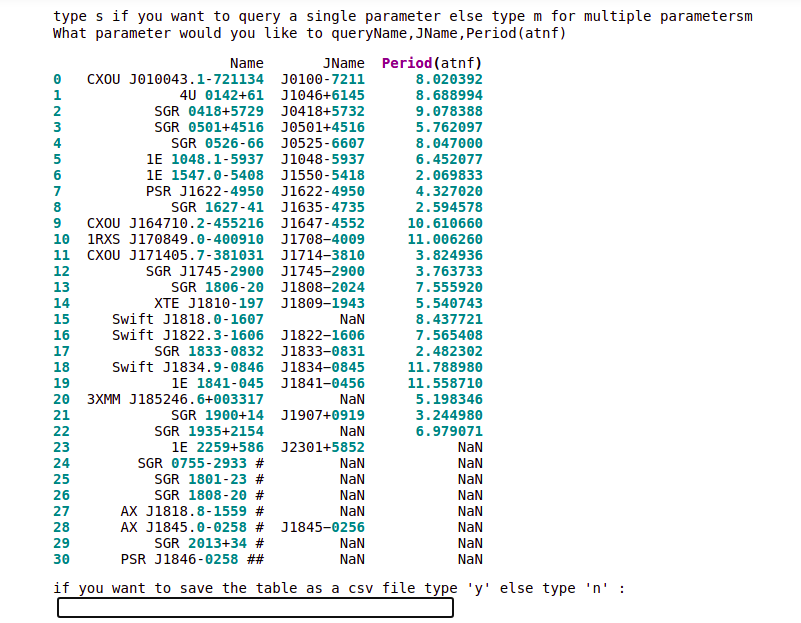 type s if you want to query a single parameter else type m for multiple parametersm
What parameter would you like to queryName,JName,Period(atnf)
Name JName Period(atnf)
0 CXOU J010043.1-721134 J0100-7211 8.020392
1 4U 0142+61 J1046+6145 8.688994
2 SGR 0418+5729 J0418+5732 9.078388
3 SGR 0501+4516 J0501+4516 5.762097
4 SGR 0526-66 J0525-6607 8.047000
5 1E 1048.1-5937 J1048-5937 6.452077
6 1E 1547.0-5408 J1550-5418 2.069833
7 PSR J1622-4950 J1622-4950 4.327020
8 SGR 1627-41 J1635-4735 2.594578
9 CXOU J164710.2-455216 J1647-4552 10.610660
10 1RXS J170849.0-400910 J1708−4009 11.006260
11 CXOU J171405.7-381031 J1714−3810 3.824936
12 SGR J1745-2900 J1745−2900 3.763733
13 SGR 1806-20 J1808−2024 7.555920
14 XTE J1810-197 J1809−1943 5.540743
15 Swift J1818.0-1607 NaN 8.437721
16 Swift J1822.3-1606 J1822−1606 7.565408
17 SGR 1833-0832 J1833−0831 2.482302
18 Swift J1834.9-0846 J1834−0845 11.788980
19 1E 1841-045 J1841−0456 11.558710
20 3XMM J185246.6+003317 NaN 5.198346
21 SGR 1900+14 J1907+0919 3.244980
22 SGR 1935+2154 NaN 6.979071
23 1E 2259+586 J2301+5852 NaN
24 SGR 0755-2933 # NaN NaN
25 SGR 1801-23 # NaN NaN
26 SGR 1808-20 # NaN NaN
27 AX J1818.8-1559 # NaN NaN
28 AX J1845.0-0258 # J1845−0256 NaN
29 SGR 2013+34 # NaN NaN
30 PSR J1846-0258 ## NaN NaN
if you want to save the table as a csv file type 'y' else type 'n' :